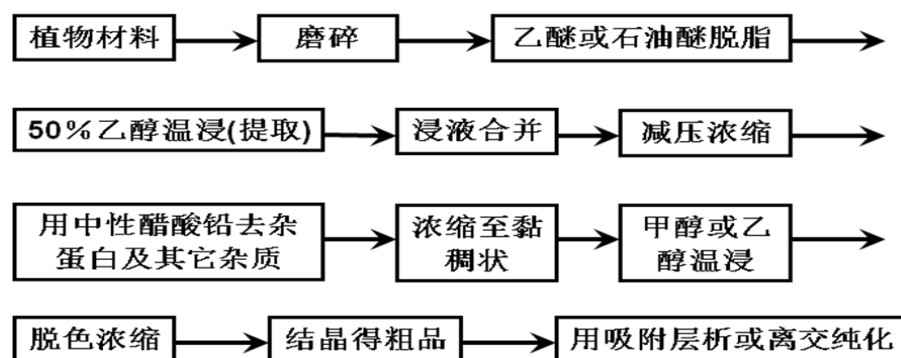 植物材料
磨碎
乙醚或石油醚脱脂
50%乙醇温浸(提取)
浸液合并
减压浓缩
用中性醋酸铅去杂
蛋白及其它杂质
浓缩至黏
稠状
甲醇或乙
醇温浸
脱色浓缩
结晶得粗品
用吸附层析或离交纯化